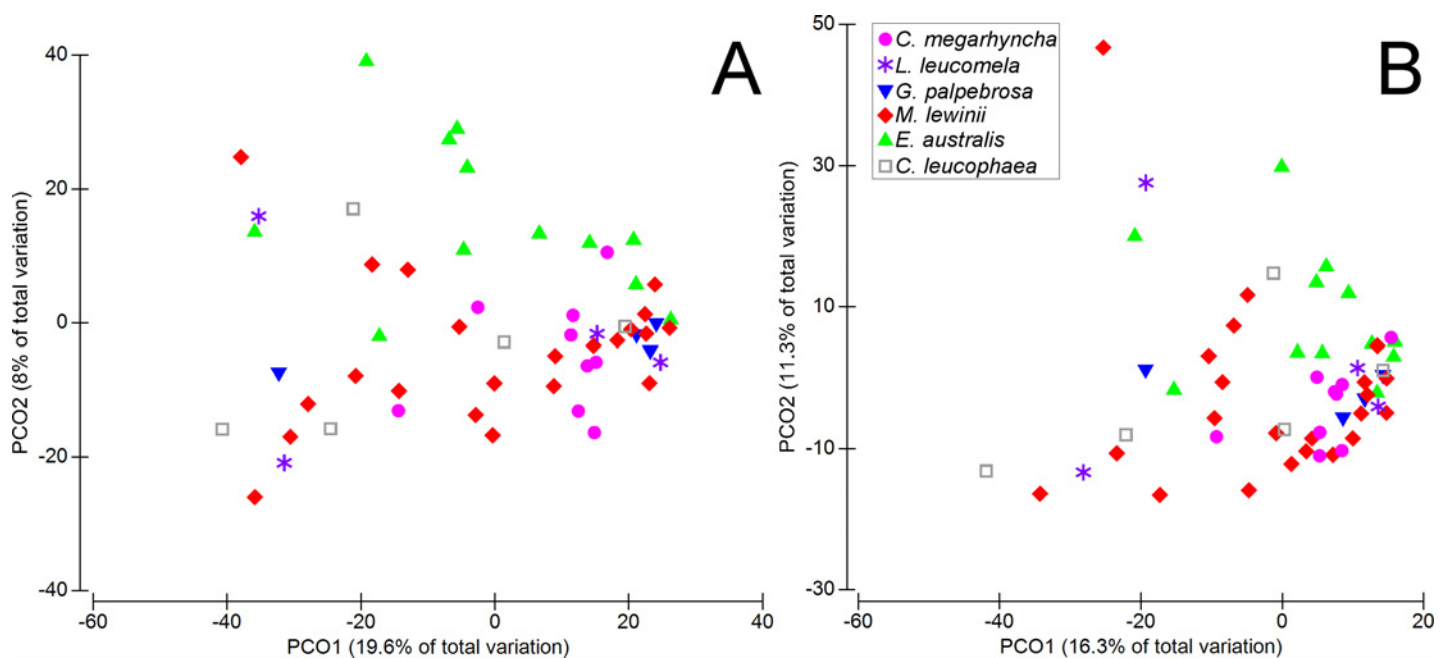 A
40
20
0
-20
-40
PCO2 (8% of total variation)
-60
-40
-20
0
20
40
PCO1 (19.6% of total variation)
B
50
30
10
-10
-30
PCO2 (11.3% of total variation)
C. megarhyncha
L. leucomela
G. palpebrosa
M. lewinii
E. australis
C. leucophaea
-60
-40
-20
0
20
PCO1 (16.3% of total variation)